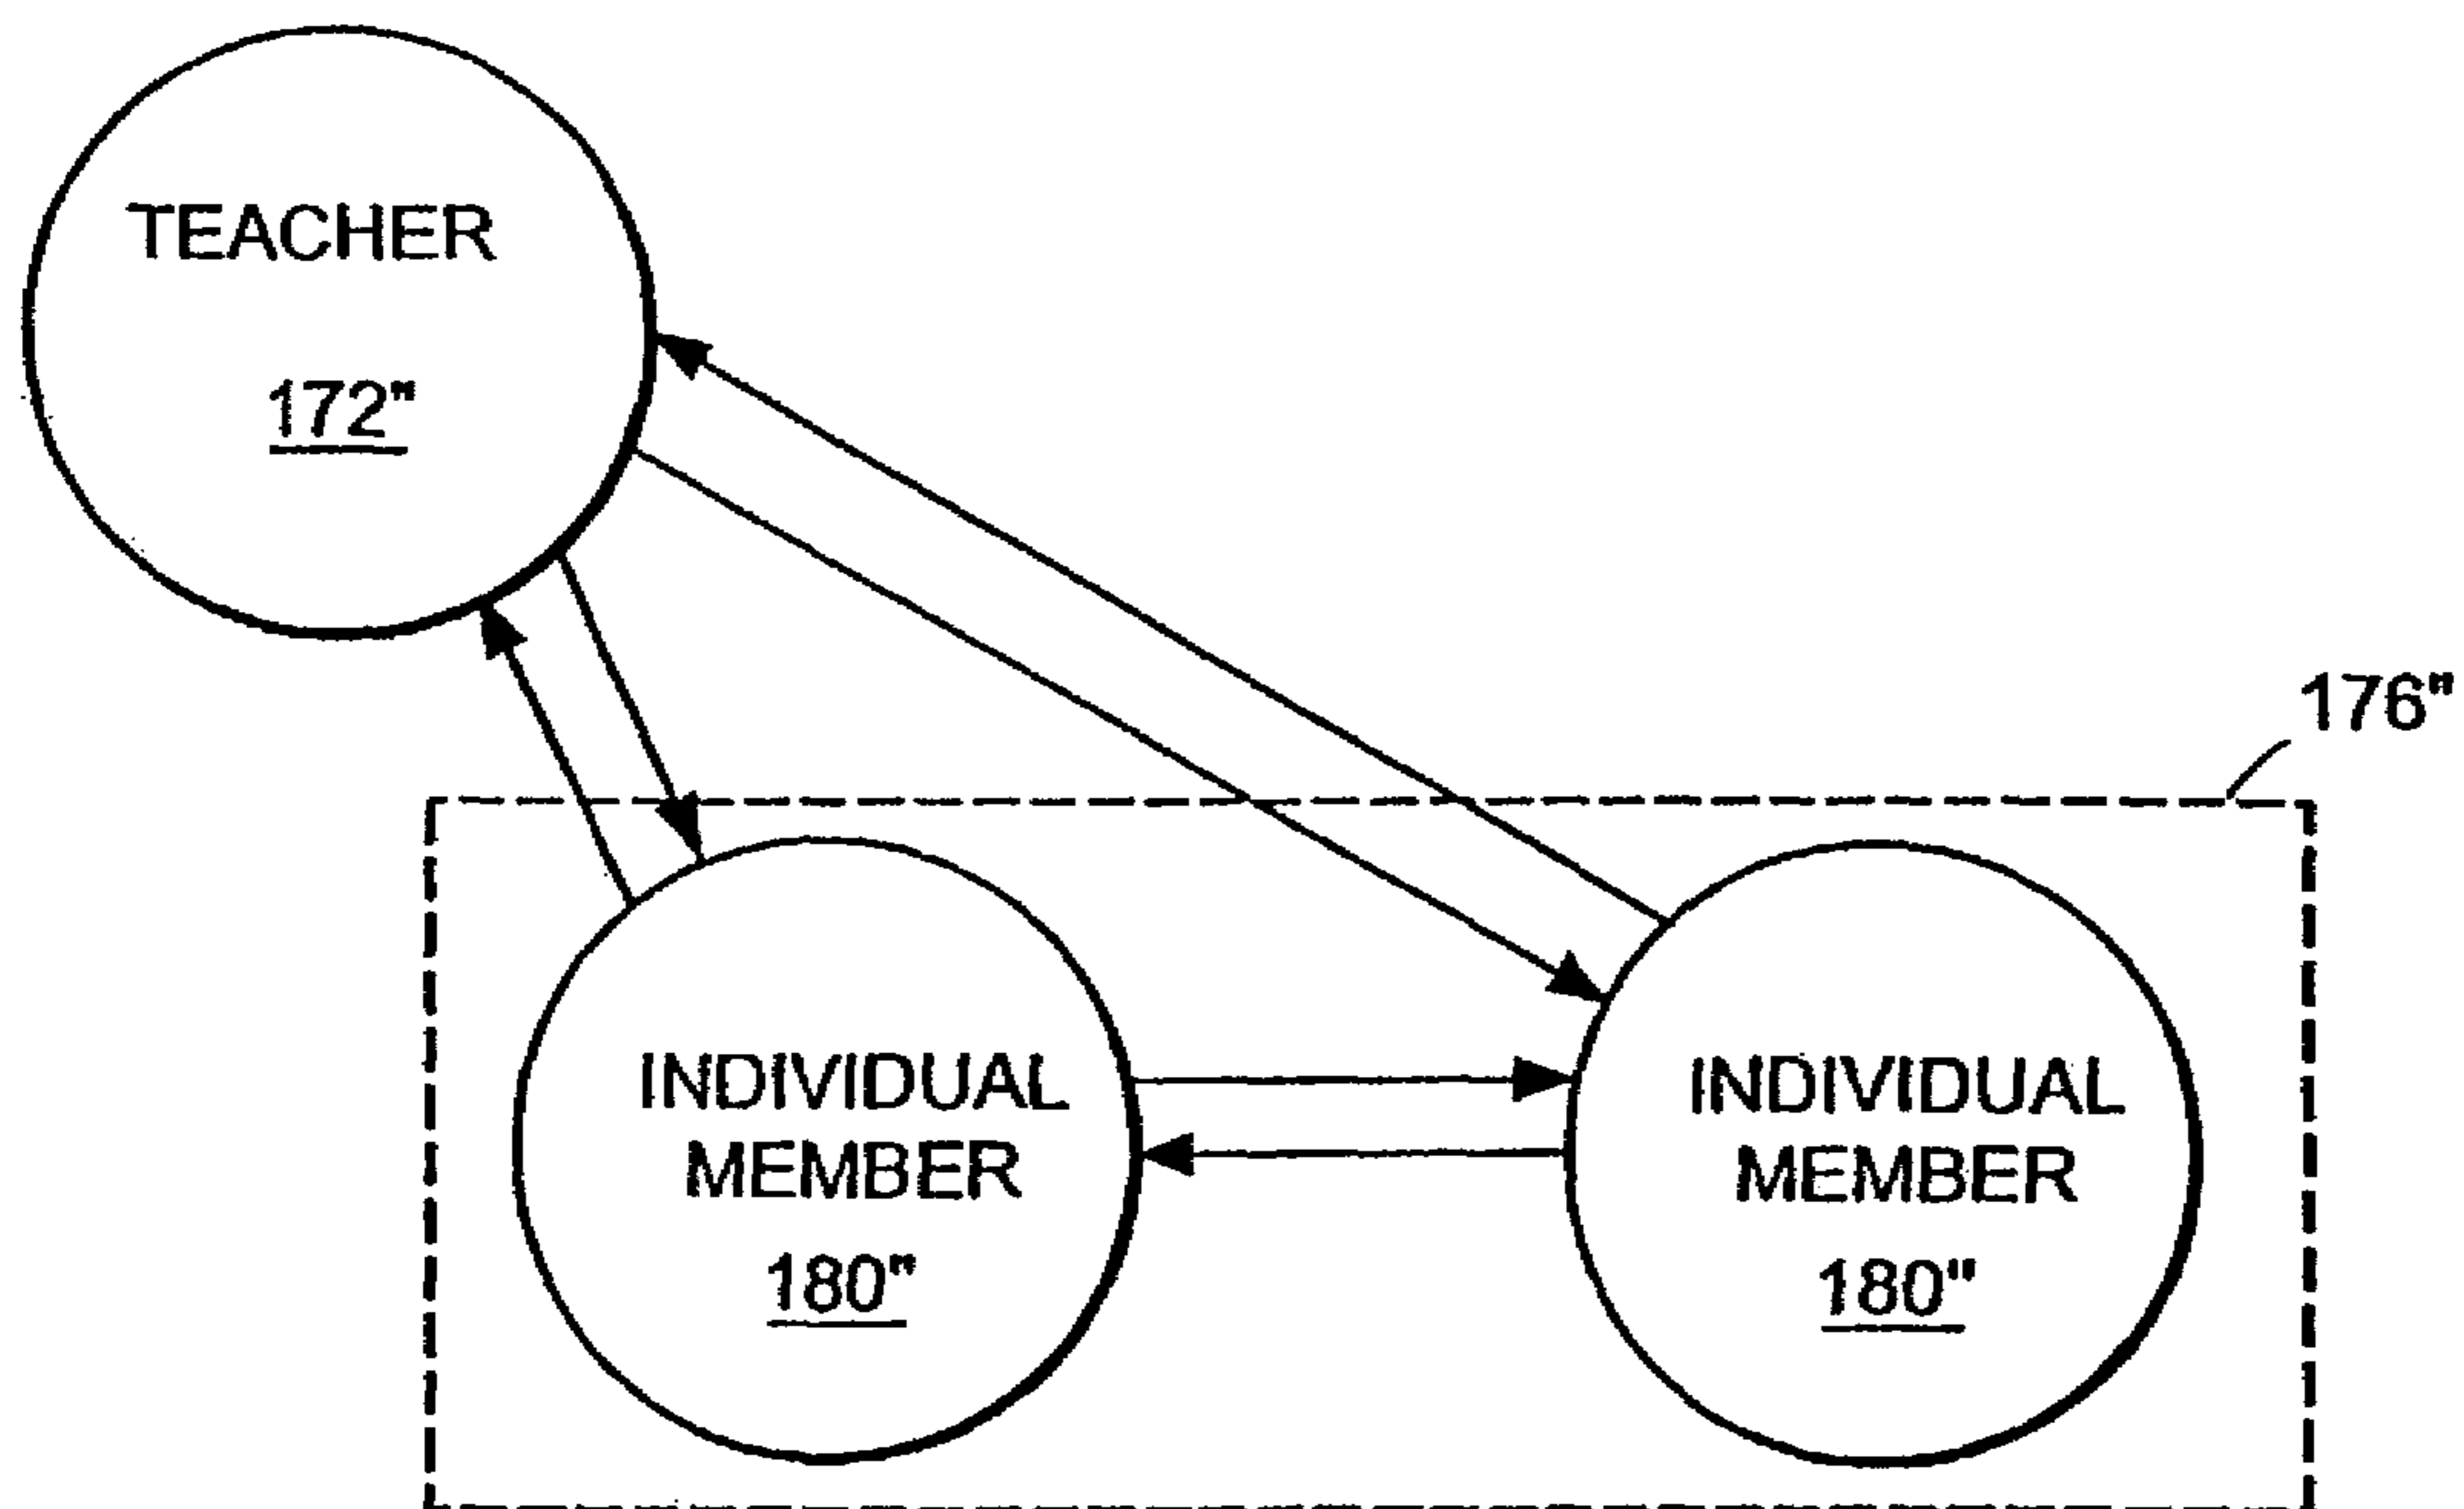 TEACHER
172"
176"
INDIVIDUAL
MEMBER
180"
INDIVIDUAL
MEMBER
180"